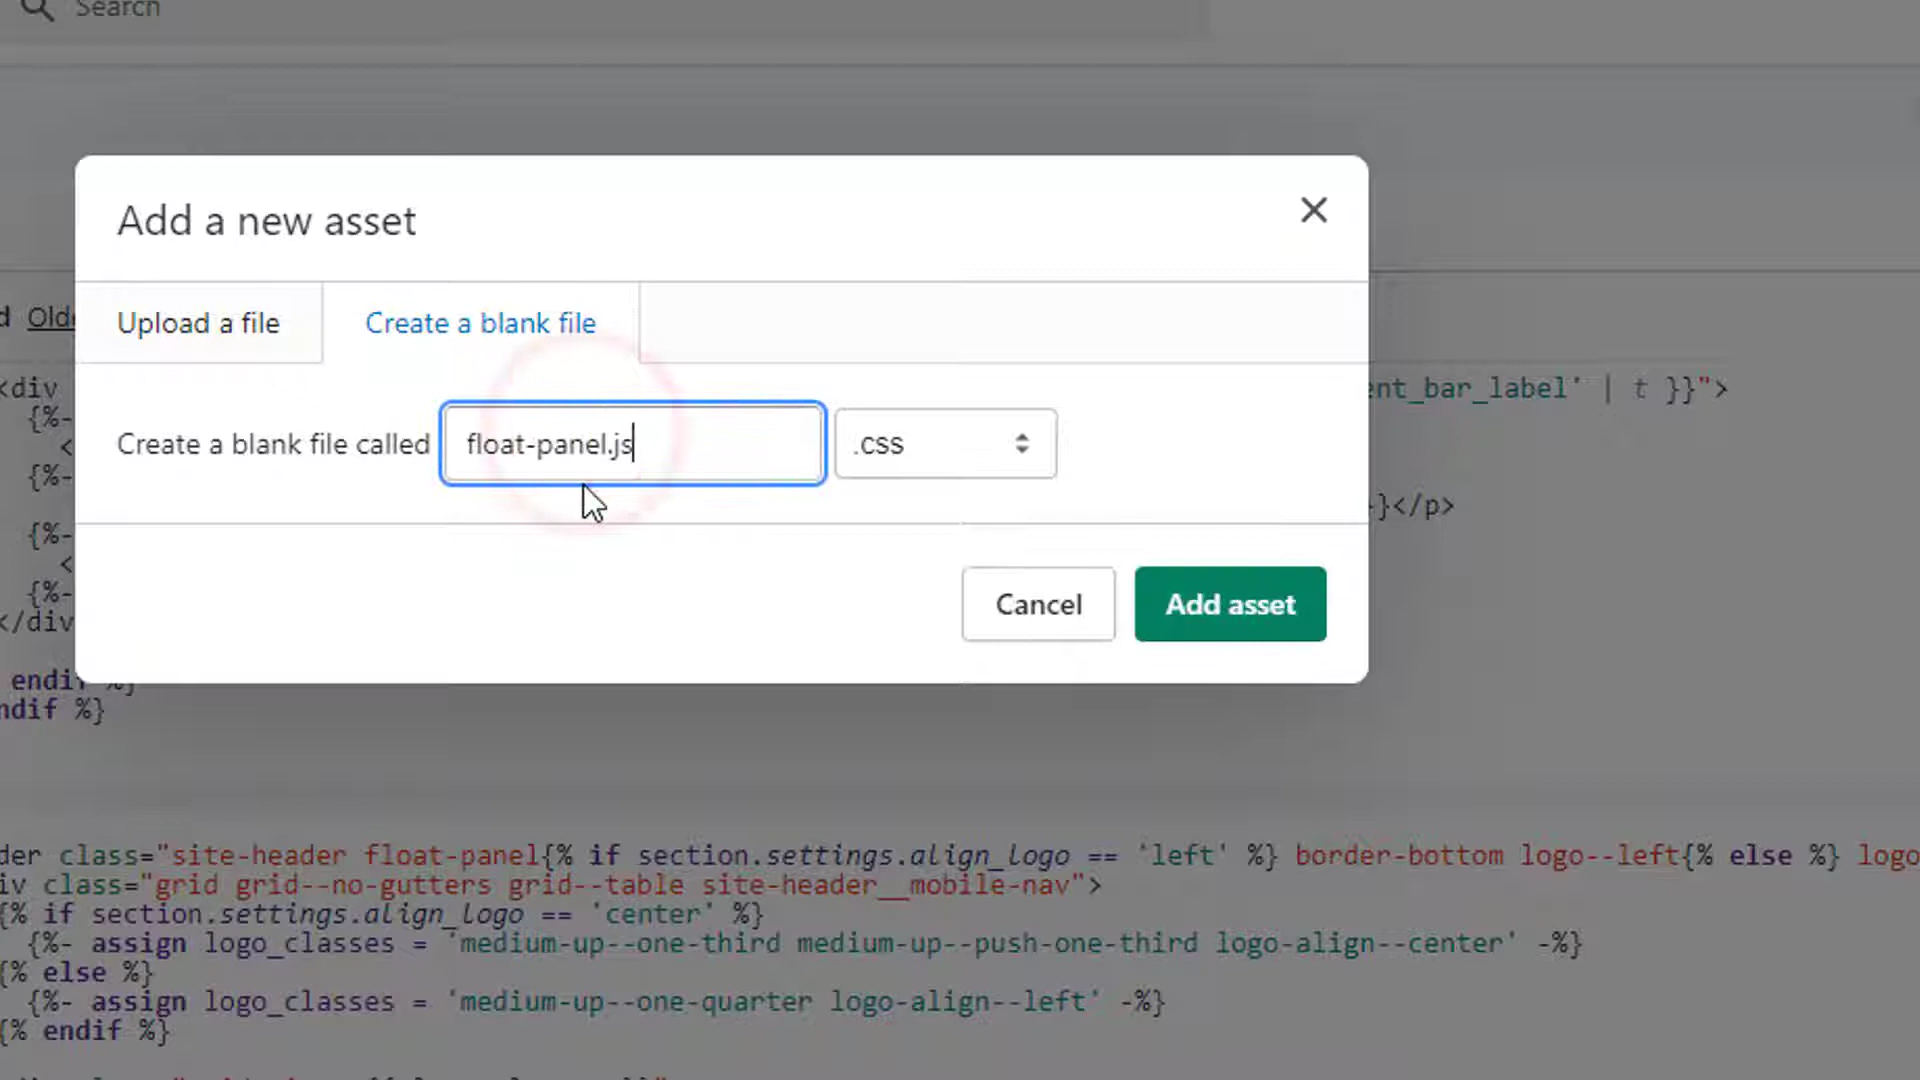 Search
Add a new asset
Upload a file
Create a blank file
d Olde
<div
ent_bar_label' | t }}">
{%-
Create a blank file called float-panel.js .css
<
{%-
}</p>
{%-
<
{%-
Cancel
Add asset
</div
endif %}
ndif %}
der class="site-header float-panel{% if section.settings.align_logo == 'left' %} border-bottom logo--left{% else %} logo
iv class="grid grid--no-gutters grid--table site-header__mobile-nav">
{% if section.settings.align_logo == 'center' %}
{%- assign logo_classes = 'medium-up--one-third medium-up--push-one-third logo-align--center' -%}
{% else %}
{%- assign logo_classes = 'medium-up--one-quarter logo-align--left' -%}
{% endif %}